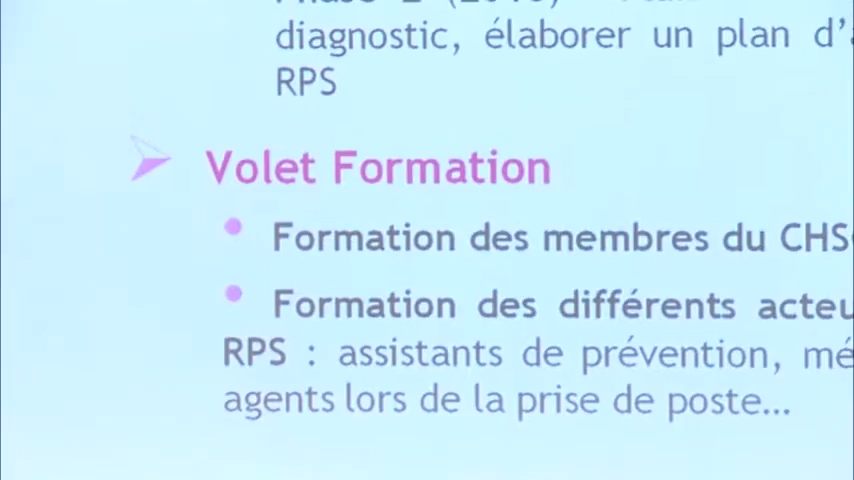 diagnostic, élaborer un plan d'
RPS
Volet Formation
Formation des membres du CHS
Formation des différents acteu
RPS : assistants de prévention, mé
agents lors de la prise de poste...